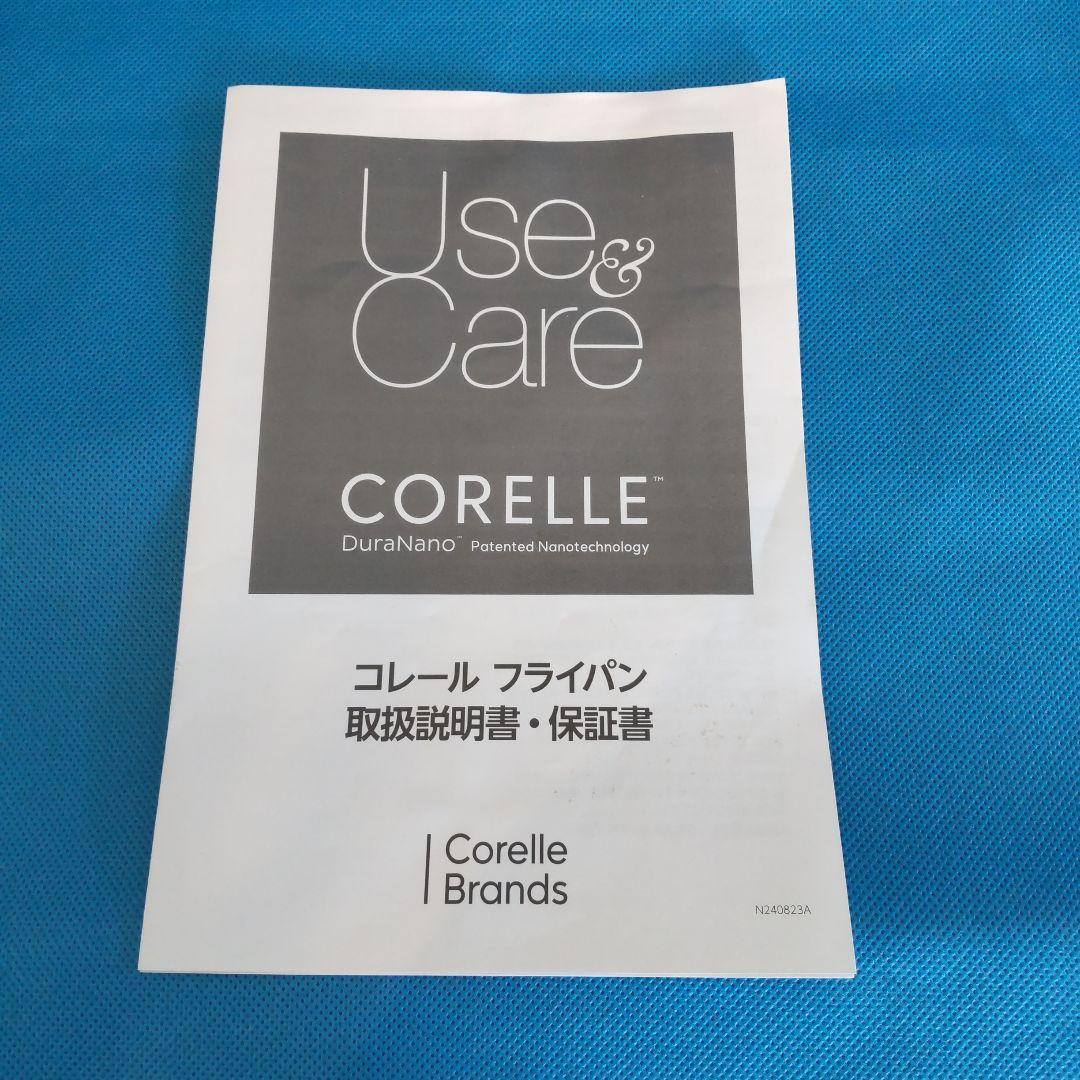 Use &
Care
CORELLE™
DuraNano™ Patented Nanotechnology
コレール フライパン
取扱説明書・保証書
Corelle
Brands
N240823A